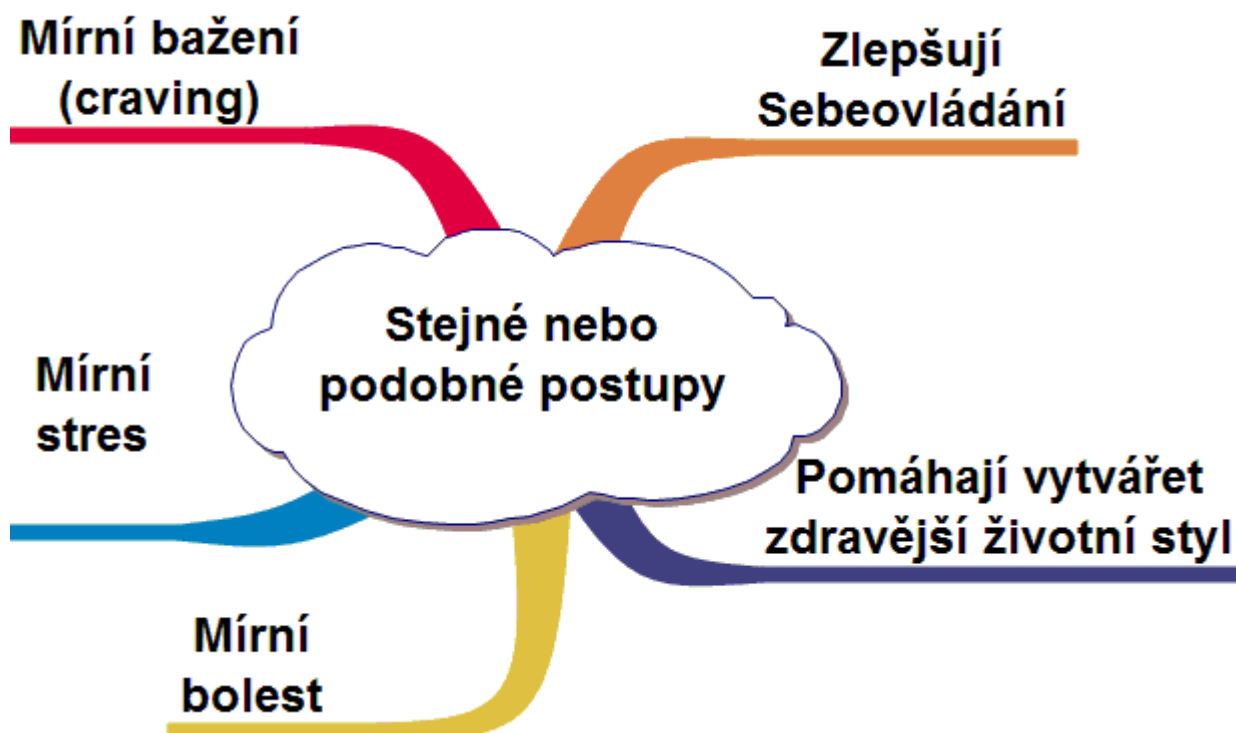 Mírní bažení
(craving)
Zlepšují
Sebeovládání
Stejné nebo
podobné postupy
Mírní
stres
Pomáhají vytvářet
zdravější životní styl
Mírní
bolest